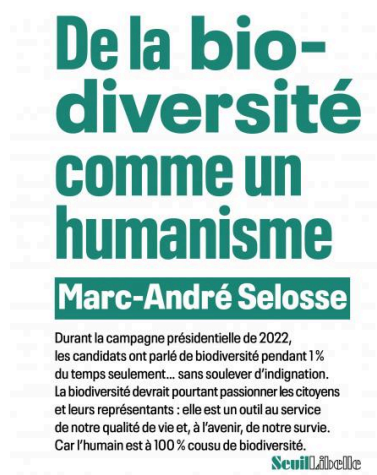 De la bio-
diversité
comme un
humanisme
Marc-André Selosse
Durant la campagne présidentielle de 2022,
les candidats ont parlé de biodiversité pendant 1 %
du temps seulement... sans soulever d'indignation.
La biodiversité devrait pourtant passionner les citoyens
et leurs représentants : elle est un outil au service
de notre qualité de vie et, à l'avenir, de notre survie.
Car l'humain est à 100 % cousu de biodiversité.
Seuil Libelle